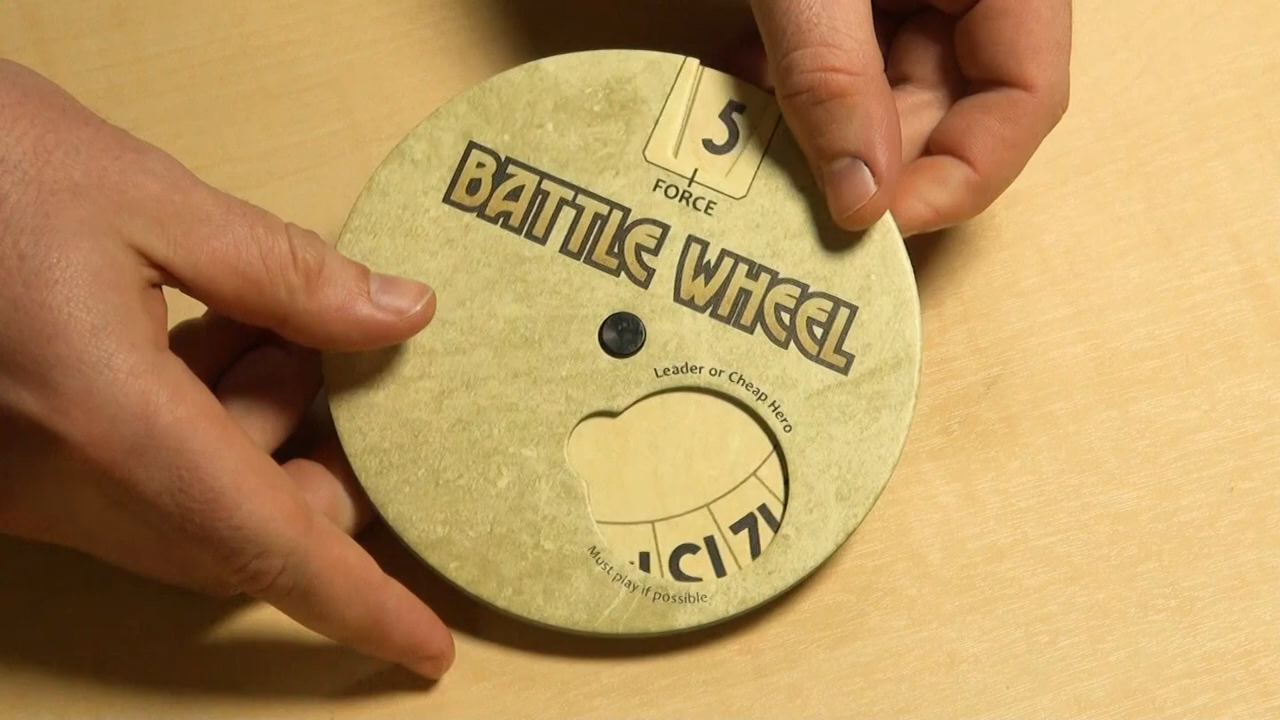 5
FORCE
BATTLE WHEEL
Leader or Cheap Hero
Must play if possible